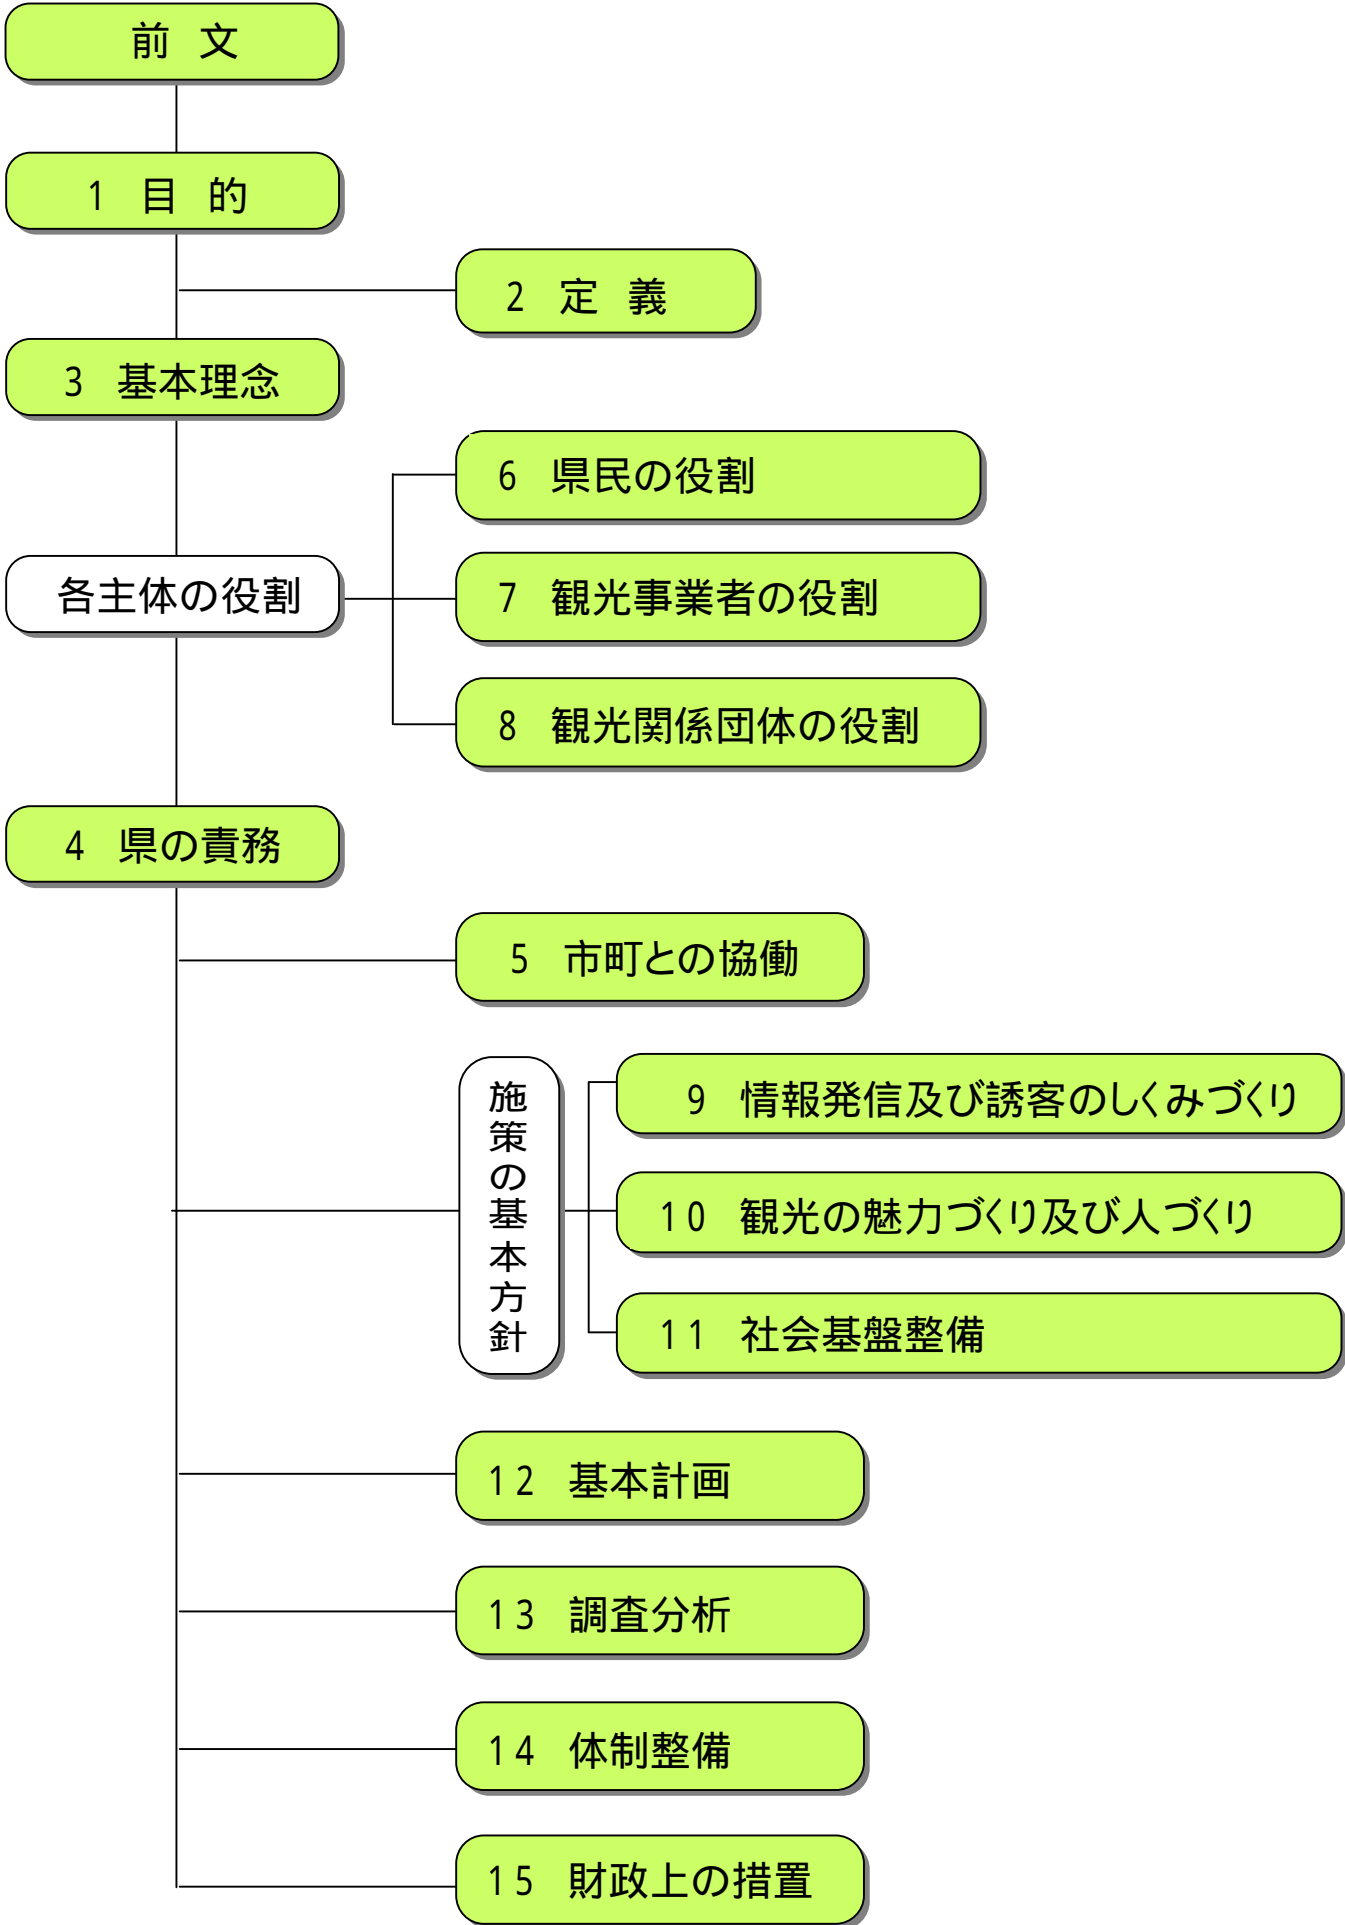 前 文
1 目 的
2 定 義
3 基本理念
6 県民の役割
各主体の役割
7 観光事業者の役割
8 観光関係団体の役割
4 県の責務
5 市町との協働
施策の基本方針
9 情報発信及び誘客のしくみづくり
10 観光の魅力づくり及び人づくり
11 社会基盤整備
12 基本計画
13 調査分析
14 体制整備
15 財政上の措置